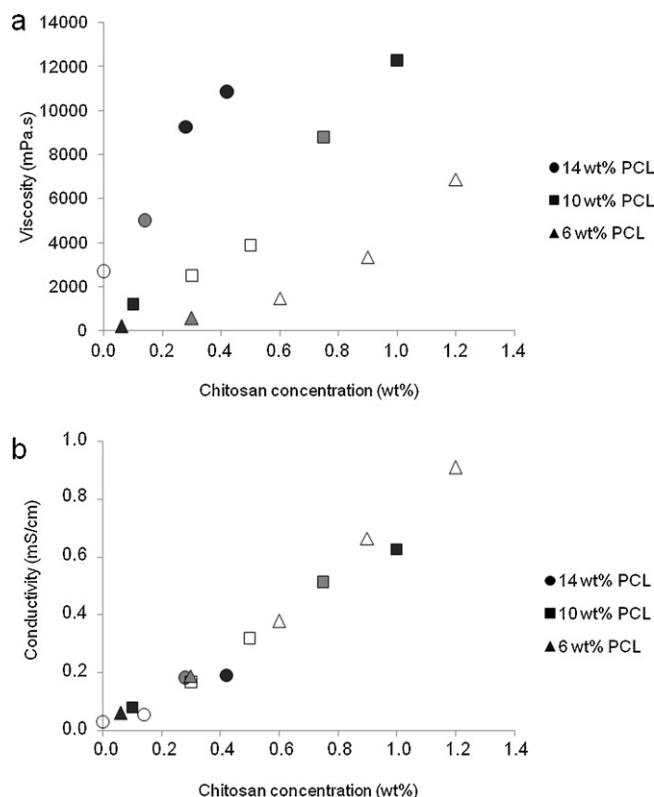 a
14000
12000
10000
8000
6000
4000
2000
0
Viscosity (mPa.s)
0.0 0.2 0.4 0.6 0.8 1.0 1.2 1.4
Chitosan concentration (wt%)
14 wt% PCL
10 wt% PCL
6 wt% PCL
b
1.0
0.8
0.6
0.4
0.2
0.0
Conductivity (mS/cm)
0.0 0.2 0.4 0.6 0.8 1.0 1.2 1.4
Chitosan concentration (wt%)
14 wt% PCL
10 wt% PCL
6 wt% PCL